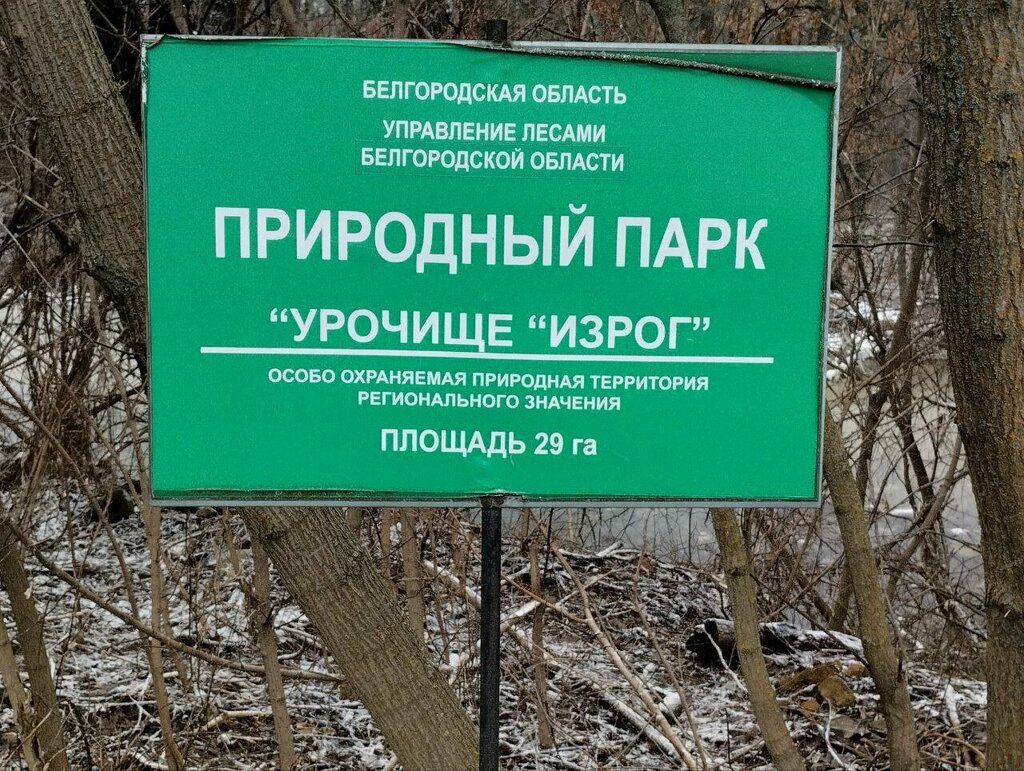 БЕЛГОРОДСКАЯ ОБЛАСТЬ
УПРАВЛЕНИЕ ЛЕСАМИ
БЕЛГОРОДСКОЙ ОБЛАСТИ
ПРИРОДНЫЙ ПАРК
“УРОЧИЩЕ “ИЗРОГ”
ОСОБО ОХРАНЯЕМАЯ ПРИРОДНАЯ ТЕРРИТОРИЯ
РЕГИОНАЛЬНОГО ЗНАЧЕНИЯ
ПЛОЩАДЬ 29 га